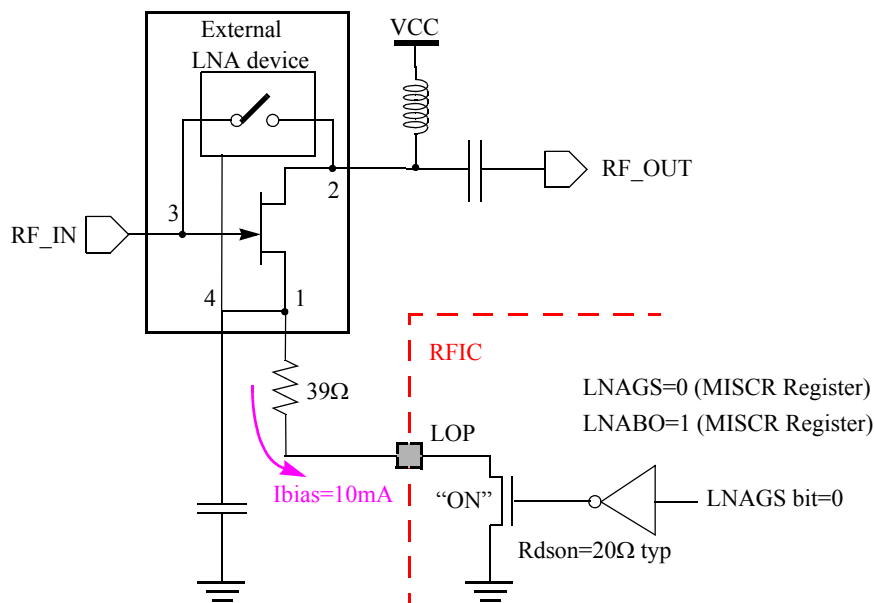 External
LNA device
VCC
RF_OUT
2
3
RF_IN
4
1
RFIC
39Ω
LNAGS=0 (MISCR Register)
LNABO=1 (MISCR Register)
LOP
Ibias=10mA
“ON”
LNAGS bit=0
Rdson=20Ω typ